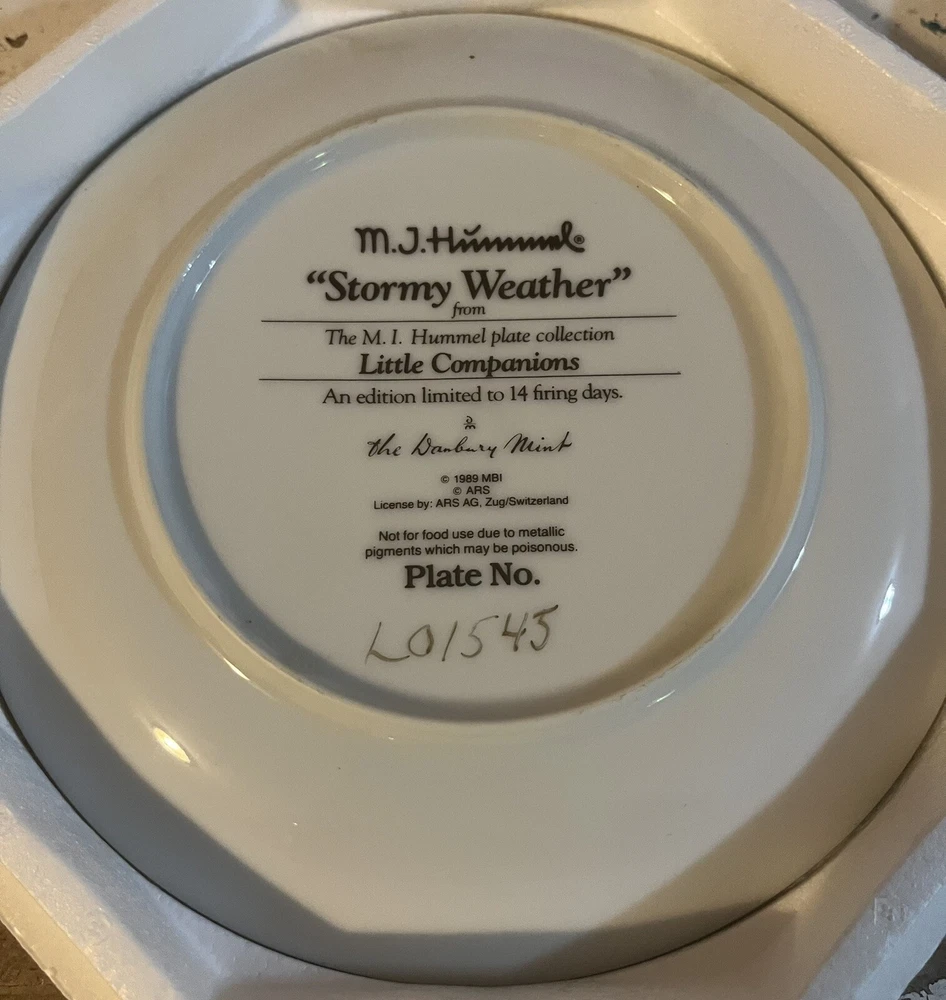 M.J.Hummel®
“Stormy Weather”
from
The M. I. Hummel plate collection
Little Companions
An edition limited to 14 firing days.
The Danbury Mint
© 1989 MBI
© ARS
License by: ARS AG, Zug/Switzerland
Not for food use due to metallic
pigments which may be poisonous.
Plate No.
L01545